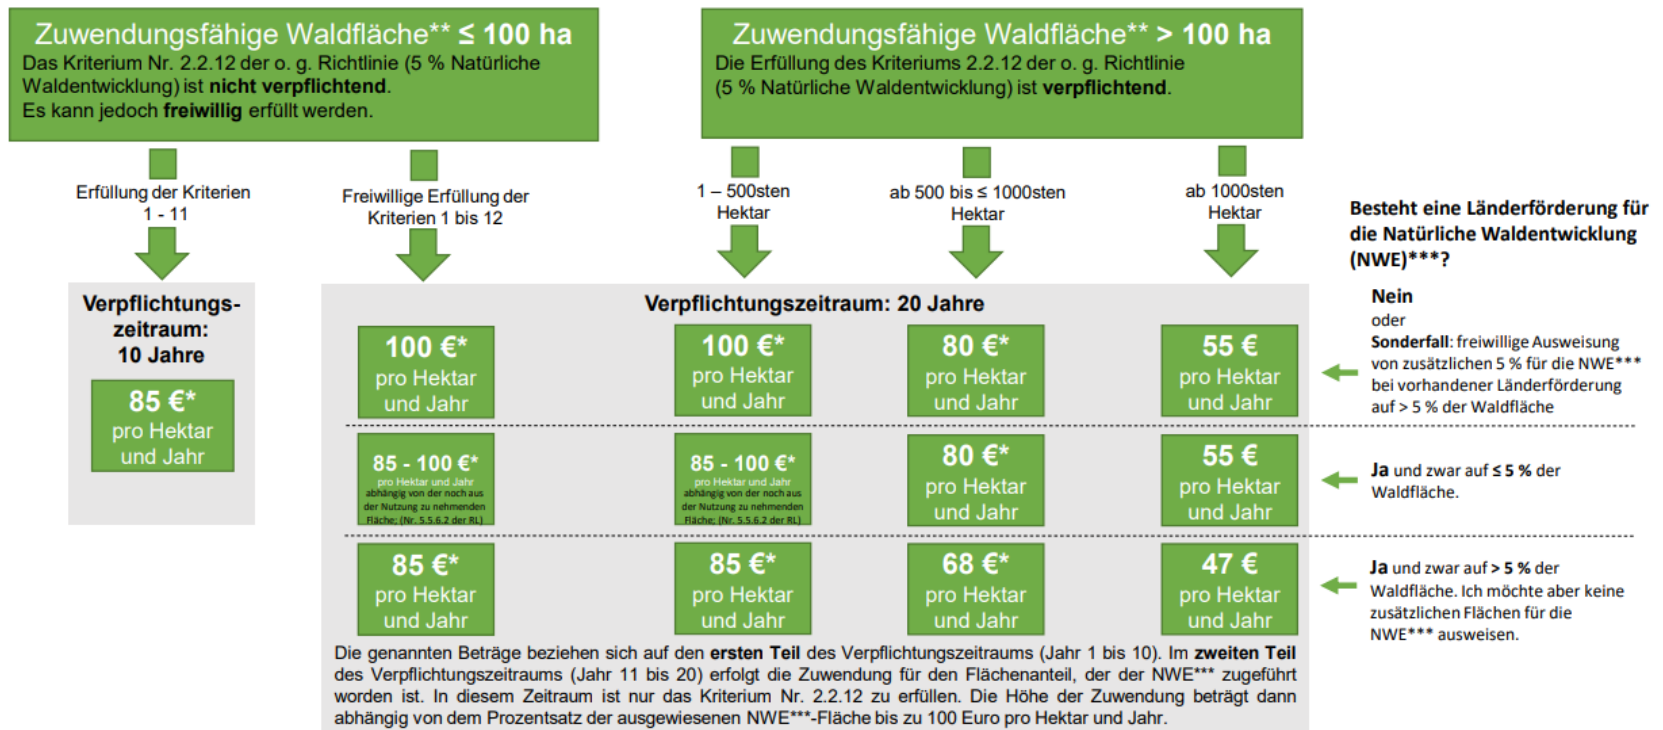 Zuwendungsfähige Waldfläche** ≤ 100 ha
Das Kriterium Nr. 2.2.12 der o. g. Richtlinie (5 % Natürliche
Waldentwicklung) ist nicht verpflichtend.
Es kann jedoch freiwillig erfüllt werden.
Zuwendungsfähige Waldfläche** > 100 ha
Die Erfüllung des Kriteriums 2.2.12 der o. g. Richtlinie
(5 % Natürliche Waldentwicklung) ist verpflichtend.
Erfüllung der Kriterien
1 - 11
Freiwillige Erfüllung der
Kriterien 1 bis 12
1 – 500sten
Hektar
ab 500 bis ≤ 1000sten
Hektar
ab 1000sten
Hektar
Besteht eine Länderförderung für
die Natürliche Waldentwicklung
(NWE)***?
Verpflichtungs-
zeitraum:
10 Jahre
85 €*
pro Hektar
und Jahr
Verpflichtungszeitraum: 20 Jahre
100 €*
pro Hektar
und Jahr
100 €*
pro Hektar
und Jahr
80 €*
pro Hektar
und Jahr
55 €
pro Hektar
und Jahr
Nein
oder
Sonderfall: freiwillige Ausweisung
von zusätzlichen 5 % für die NWE***
bei vorhandener Länderförderung
auf > 5 % der Waldfläche
85 - 100 €*
pro Hektar und Jahr
abhängig von der noch aus
der Nutzung zu nehmenden
Fläche; (Nr. 5.5.6.2 der RL)
85 - 100 €*
pro Hektar und Jahr
abhängig von der noch aus
der Nutzung zu nehmenden
Fläche; (Nr. 5.5.6.2 der RL)
80 €*
pro Hektar
und Jahr
55 €
pro Hektar
und Jahr
Ja und zwar auf ≤ 5 % der
Waldfläche.
85 €*
pro Hektar
und Jahr
85 €*
pro Hektar
und Jahr
68 €*
pro Hektar
und Jahr
47 €
pro Hektar
und Jahr
Ja und zwar auf > 5 % der
Waldfläche. Ich möchte aber keine
zusätzlichen Flächen für die
NWE*** ausweisen.
Die genannten Beträge beziehen sich auf den ersten Teil des Verpflichtungszeitraums (Jahr 1 bis 10). Im zweiten Teil
des Verpflichtungszeitraums (Jahr 11 bis 20) erfolgt die Zuwendung für den Flächenanteil, der der NWE*** zugeführt
worden ist. In diesem Zeitraum ist nur das Kriterium Nr. 2.2.12 zu erfüllen. Die Höhe der Zuwendung beträgt dann
abhängig von dem Prozentsatz der ausgewiesenen NWE***-Fläche bis zu 100 Euro pro Hektar und Jahr.